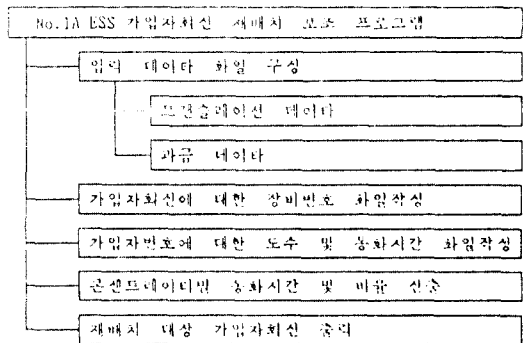 No.1A ESS 가입자회선 재배치 보조 프로그램
입력 데이타 화일 구성
트랜슬레이션 데이타
과금 데이타
가입자회선에 대한 장비번호 화일작성
가입자번호에 대한 도수 및 통화시간 화일작성
콘센트레이터별 통화시간 및 비율 산출
재배치 대상 가입자회선 출력